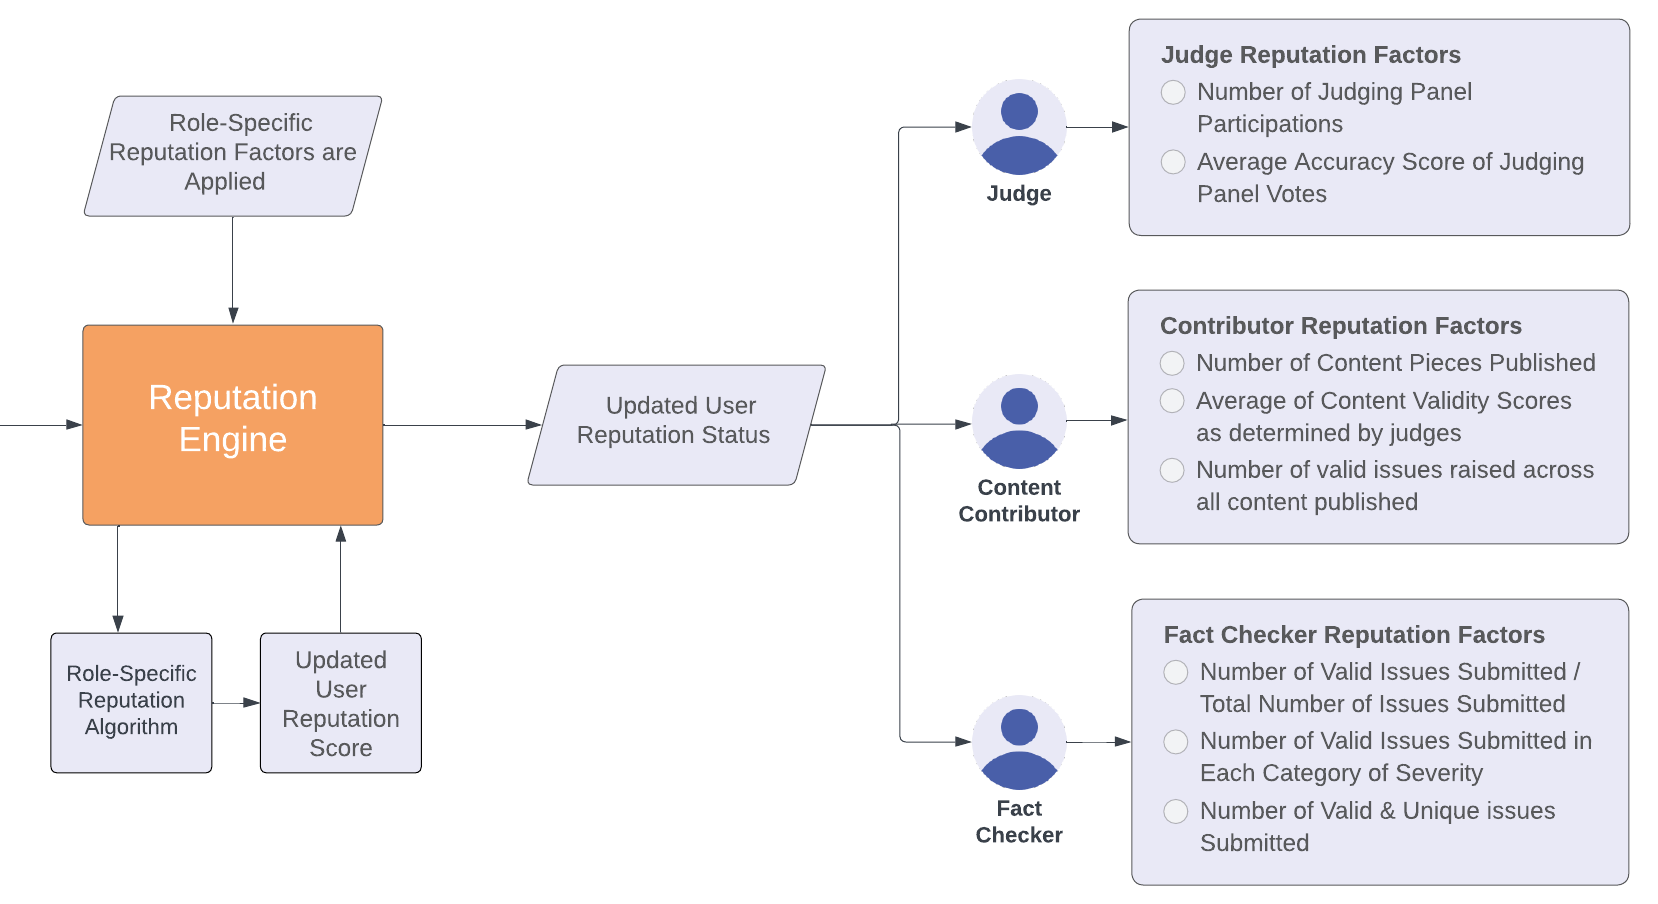 Role-Specific
Reputation Factors are
Applied
Reputation
Engine
Role-Specific
Reputation
Algorithm
Updated
User
Reputation
Score
Updated User
Reputation Status
Judge
Judge Reputation Factors
Number of Judging Panel
Participations
Average Accuracy Score of Judging
Panel Votes
Content
Contributor
Contributor Reputation Factors
Number of Content Pieces Published
Average of Content Validity Scores
as determined by judges
Number of valid issues raised across
all content published
Fact
Checker
Fact Checker Reputation Factors
Number of Valid Issues Submitted /
Total Number of Issues Submitted
Number of Valid Issues Submitted in
Each Category of Severity
Number of Valid & Unique issues
Submitted